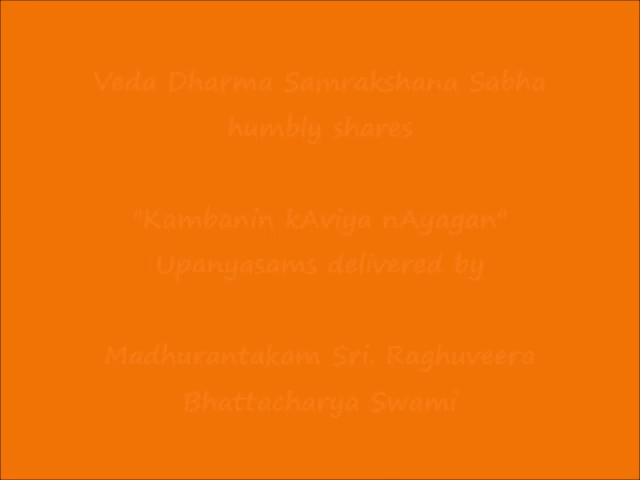 Veda Dharma Samrakshana Sabha
humbly shares
"Kambanin kAviya nAyagan"
Upanyasams delivered by
Madhurantakam Sri. Raghuveera
Bhattacharya Swami